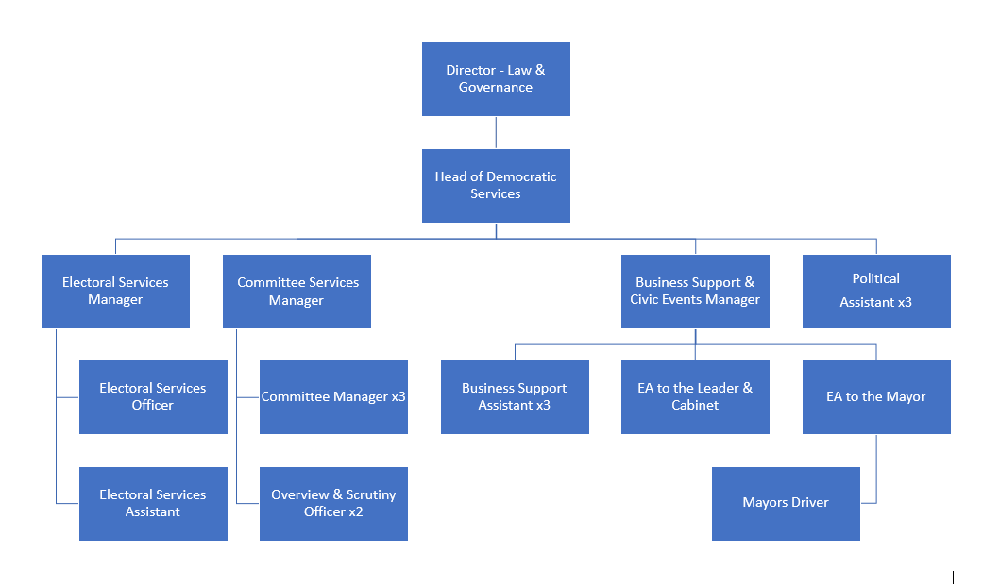 Director - Law &
Governance
Head of Democratic
Services
Electoral Services
Manager
Committee Services
Manager
Business Support &
Civic Events Manager
Political
Assistant x3
Electoral Services
Officer
Committee Manager x3
Business Support
Assistant x3
EA to the Leader &
Cabinet
EA to the Mayor
Electoral Services
Assistant
Overview & Scrutiny
Officer x2
Mayors Driver